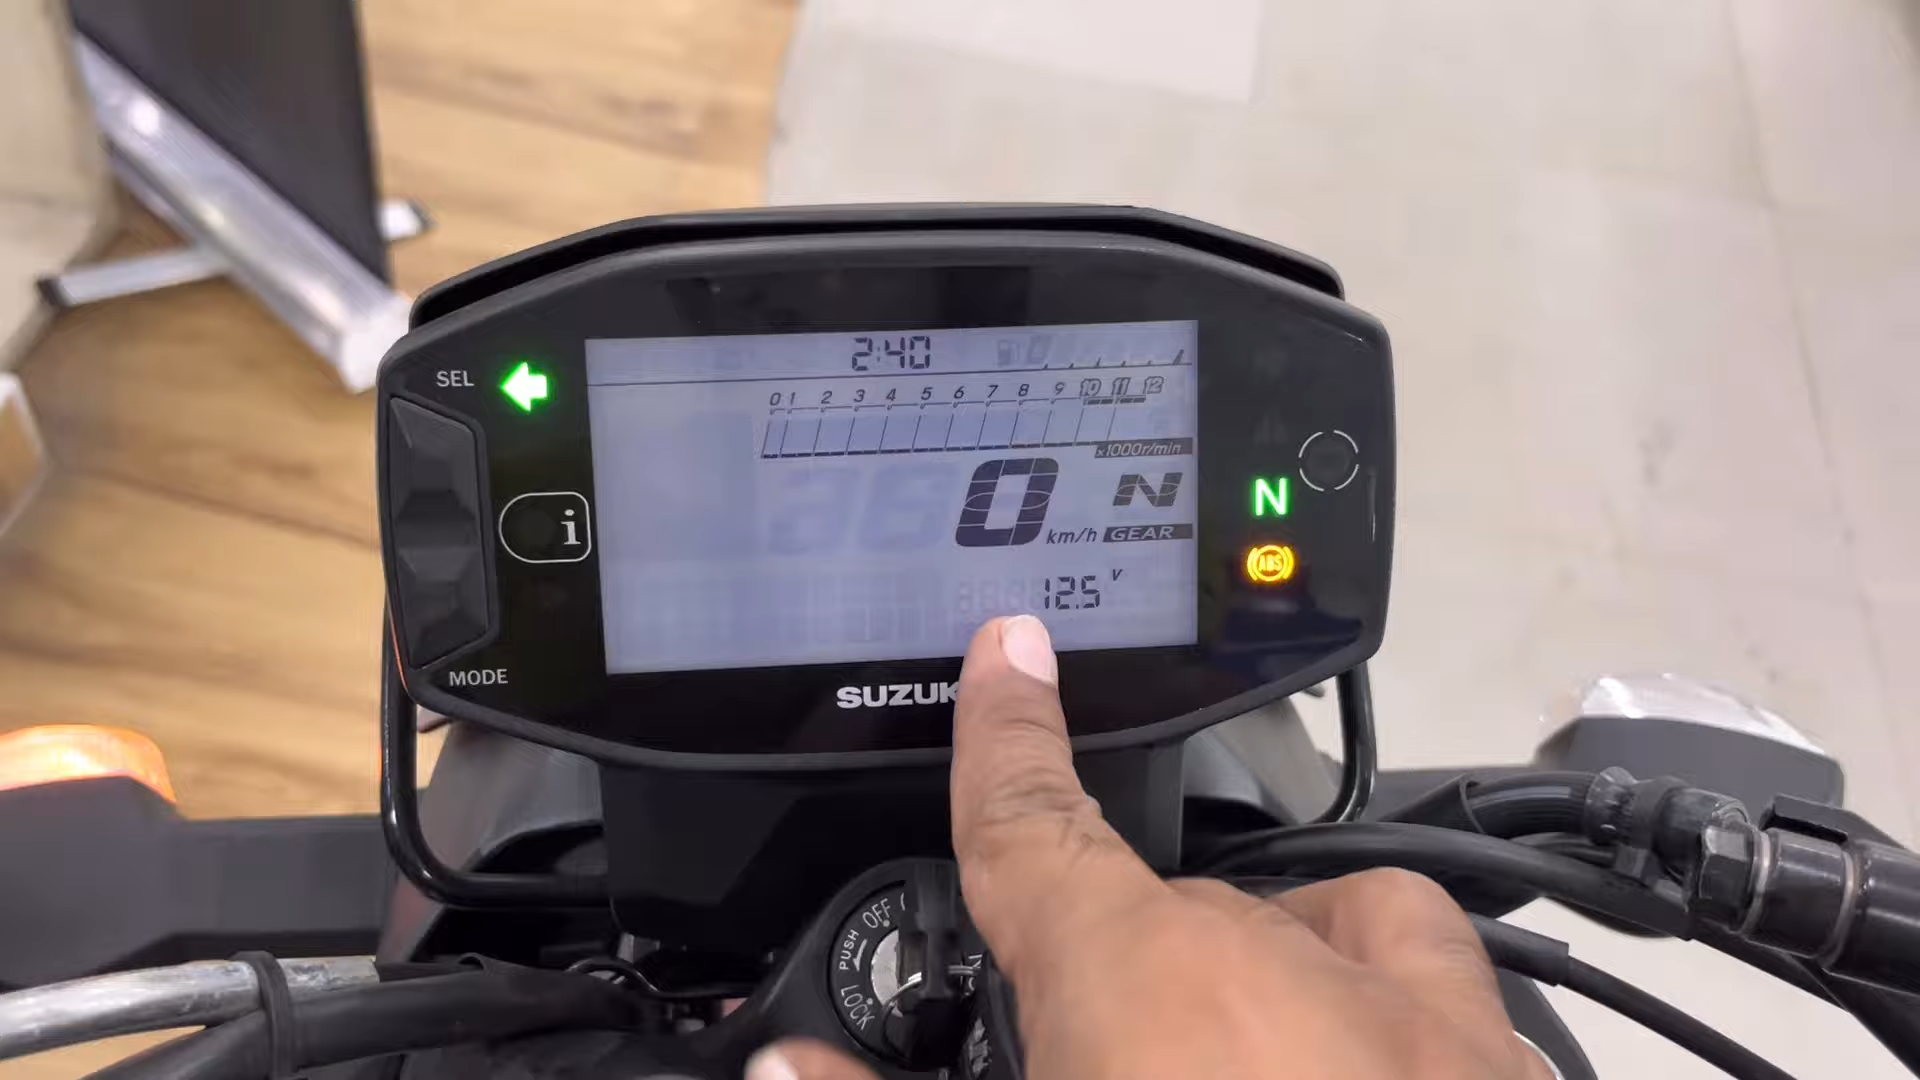 2:40
SEL
0 1 2 3 4 5 6 7 8 9 10 11 12
x1000r/min
0 N
N
i
km/h GEAR
ABS
12.5 V
MODE
SUZUK
OFF
PUSH
LOCK